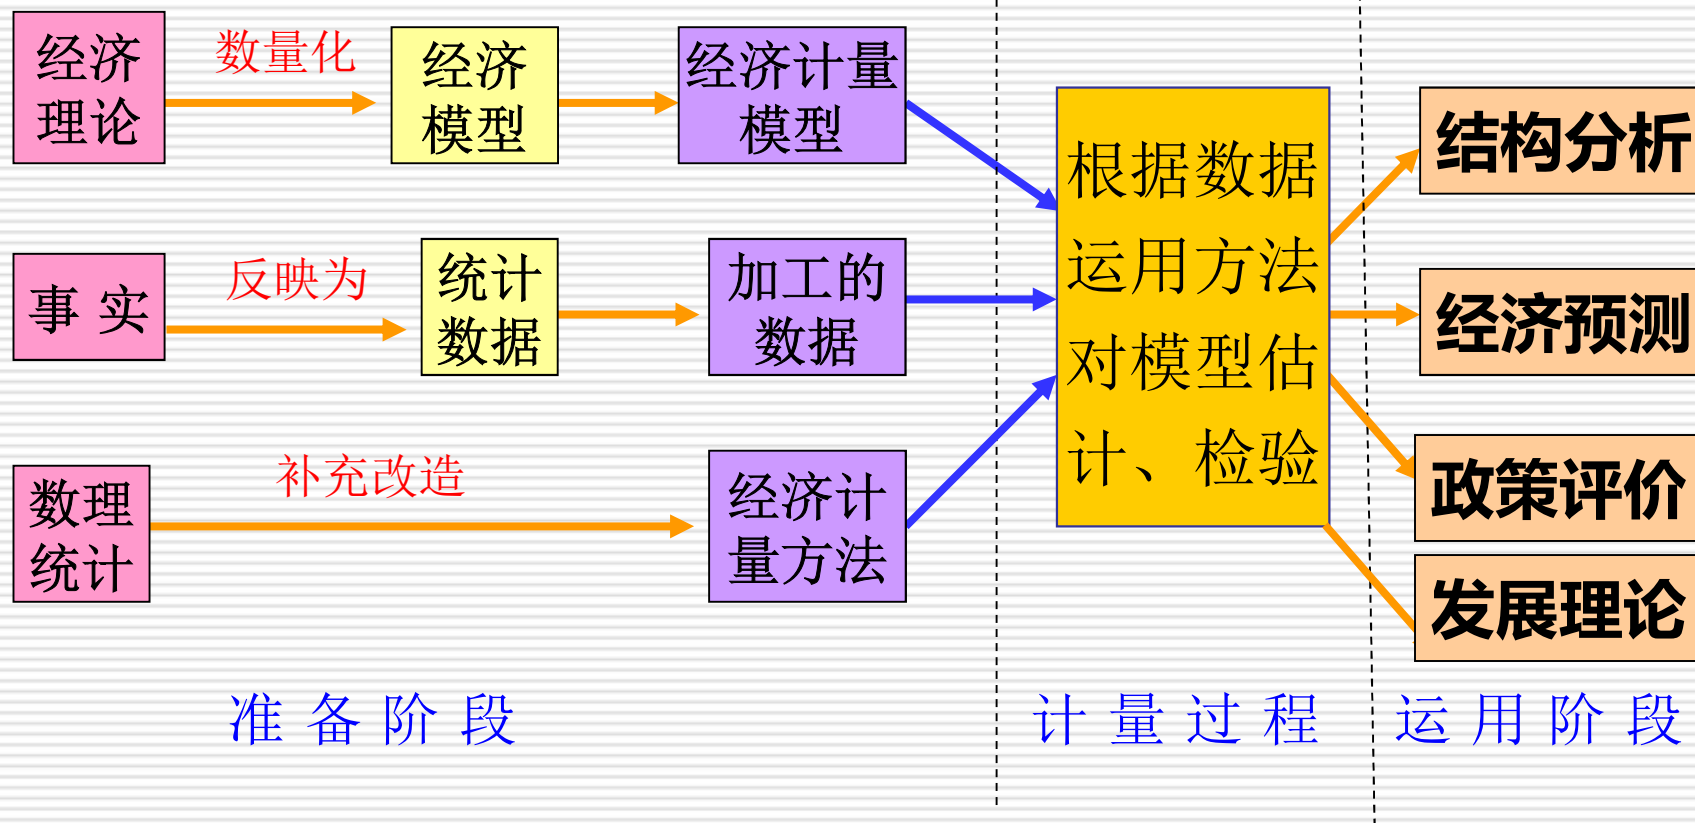 经济
理论
数量化
经济
模型
经济计量
模型
事 实
反映为
统计
数据
加工的
数据
数理
统计
补充改造
经济计
量方法
根据数据
运用方法
对模型估
计、检验
结构分析
经济预测
政策评价
发展理论
准 备 阶 段
计 量 过 程
运 用 阶 段